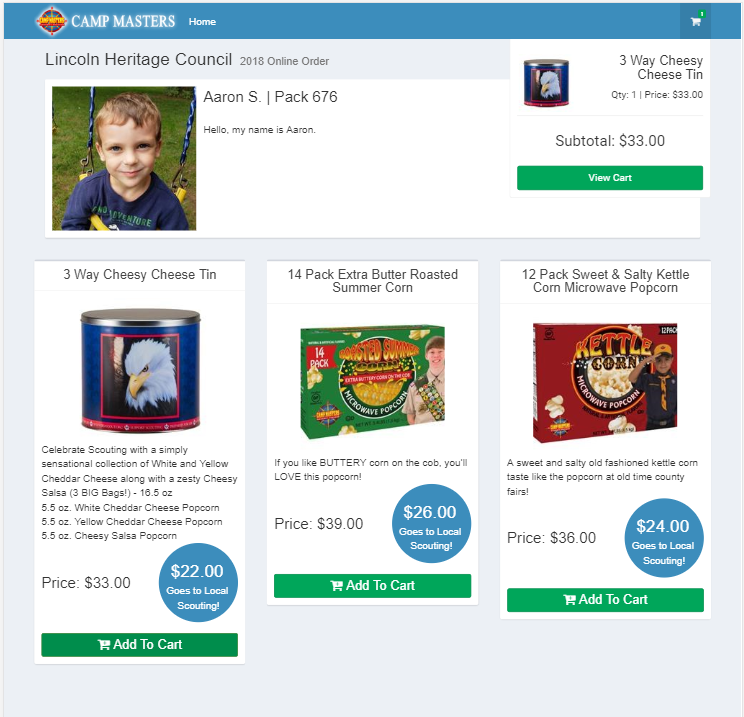 CAMP MASTERS Home 1
Lincoln Heritage Council 2018 Online Order
Aaron S. | Pack 676
Hello, my name is Aaron.
ADVENTURE
3 Way Cheesy
Cheese Tin
Qty: 1 | Price: $33.00
Subtotal: $33.00
View Cart
3 Way Cheesy Cheese Tin
Celebrate Scouting with a simply
sensational collection of White and Yellow
Cheddar Cheese along with a zesty Cheesy
Salsa (3 BIG Bags!) - 16.5 oz
5.5 oz. White Cheddar Cheese Popcorn
5.5 oz. Yellow Cheddar Cheese Popcorn
5.5 oz. Cheesy Salsa Popcorn
Price: $33.00
$22.00
Goes to Local
Scouting!
Add To Cart
14 Pack Extra Butter Roasted
Summer Corn
14
PACK
ROASTED SUMMER
CORN
EXTRA BUTTERY CORN ON THE COB
MICROWAVE POPCORN
CAMP MASTERS
If you like BUTTERY corn on the cob, you'll
LOVE this popcorn!
Price: $39.00
$26.00
Goes to Local
Scouting!
Add To Cart
12 Pack Sweet & Salty Kettle
Corn Microwave Popcorn
12 PACK
KETTLE
CORN
MICROWAVE POPCORN
CAMP MASTERS
A sweet and salty old fashioned kettle corn
taste like the popcorn at old time county
fairs!
Price: $36.00
$24.00
Goes to Local
Scouting!
Add To Cart